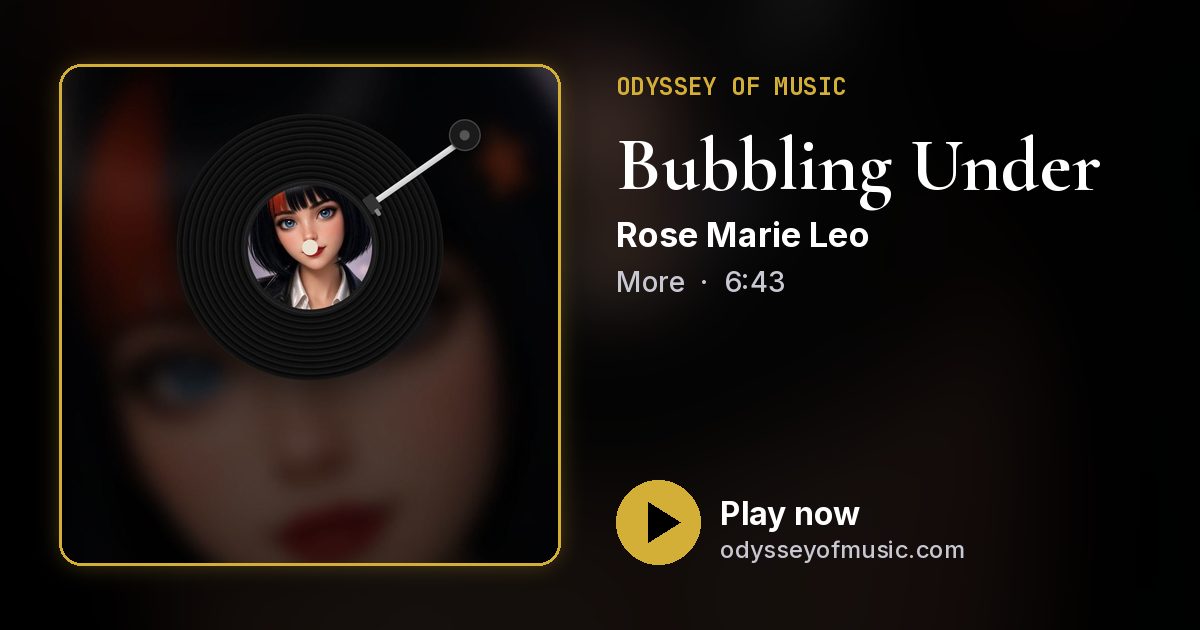 ODYSSEY OF MUSIC
Bubbling Under
Rose Marie Leo
More · 6:43
Play now
odysseyofmusic.com